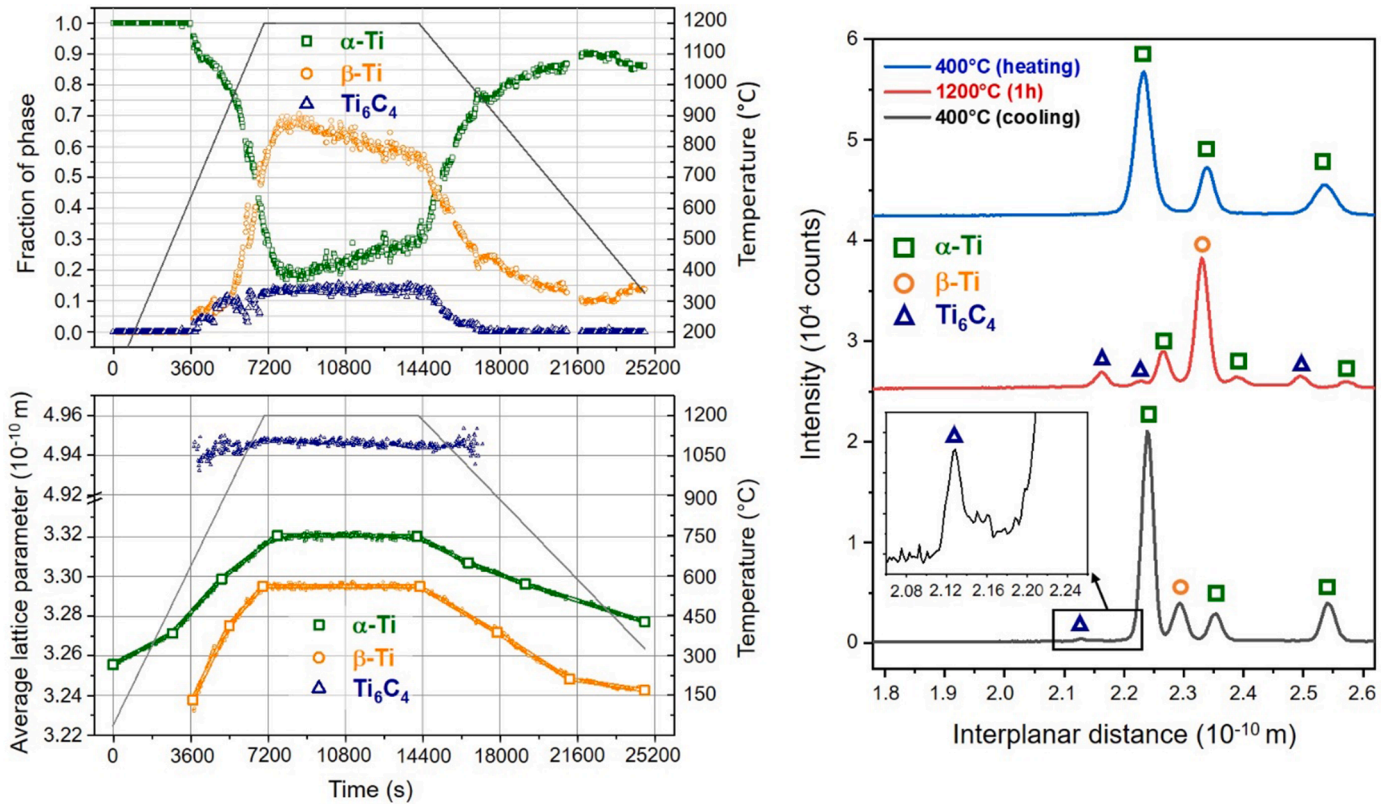 Fraction of phase
1.0
0.9
0.8
0.7
0.6
0.5
0.4
0.3
0.2
0.1
0.0
α-Ti
β-Ti
Ti₆C₄
1200
1100
1000
900
800
700
600
500
400
300
200
Temperature (°C)
0 3600 7200 10800 14400 18000 21600 25200
Average lattice parameter (10⁻¹⁰ m)
4.96
4.94
4.92
3.32
3.30
3.28
3.26
3.24
3.22
α-Ti
β-Ti
Ti₆C₄
1200
1050
900
750
600
450
300
150
Temperature (°C)
0 3600 7200 10800 14400 18000 21600 25200
Time (s)
Intensity (10⁴ counts)
6
5
4
3
2
1
0
400°C (heating)
1200°C (1h)
400°C (cooling)
α-Ti
β-Ti
Ti₆C₄
2.08 2.12 2.16 2.20 2.24
1.8 1.9 2.0 2.1 2.2 2.3 2.4 2.5 2.6
Interplanar distance (10⁻¹⁰ m)